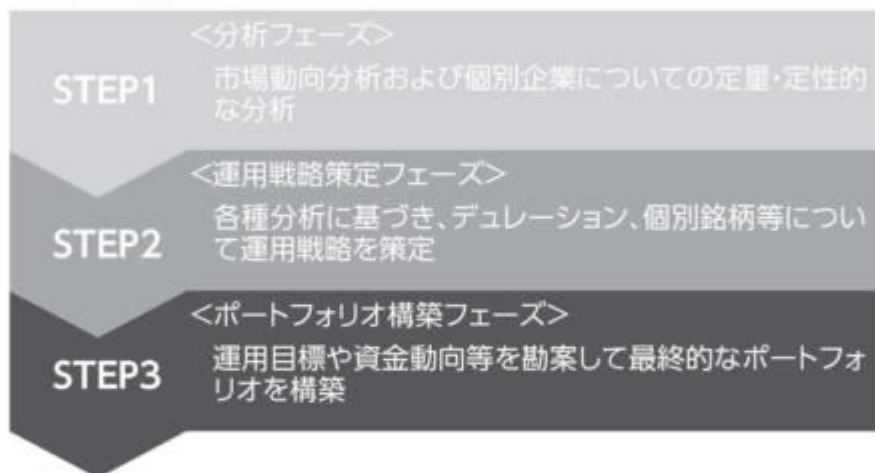 <分析フェーズ>
STEP1
市場動向分析および個別企業についての定量・定性的
な分析
<運用戦略策定フェーズ>
STEP2
各種分析に基づき、デュレーション、個別銘柄等につい
て運用戦略を策定
<ポートフォリオ構築フェーズ>
STEP3
運用目標や資金動向等を勘案して最終的なポートフォ
リオを構築